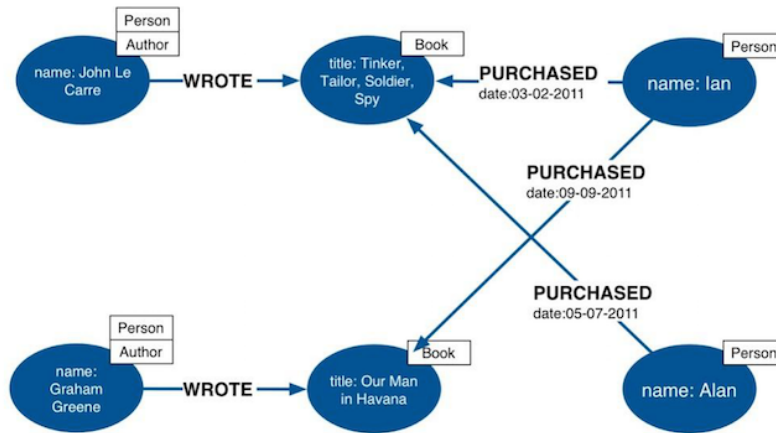 Person
Author
name: John Le
Carre
WROTE
Book
title: Tinker,
Tailor, Soldier,
Spy
PURCHASED
date:03-02-2011
Person
name: Ian
PURCHASED
date:09-09-2011
PURCHASED
date:05-07-2011
Person
Author
name:
Graham
Greene
WROTE
Book
title: Our Man
in Havana
Person
name: Alan